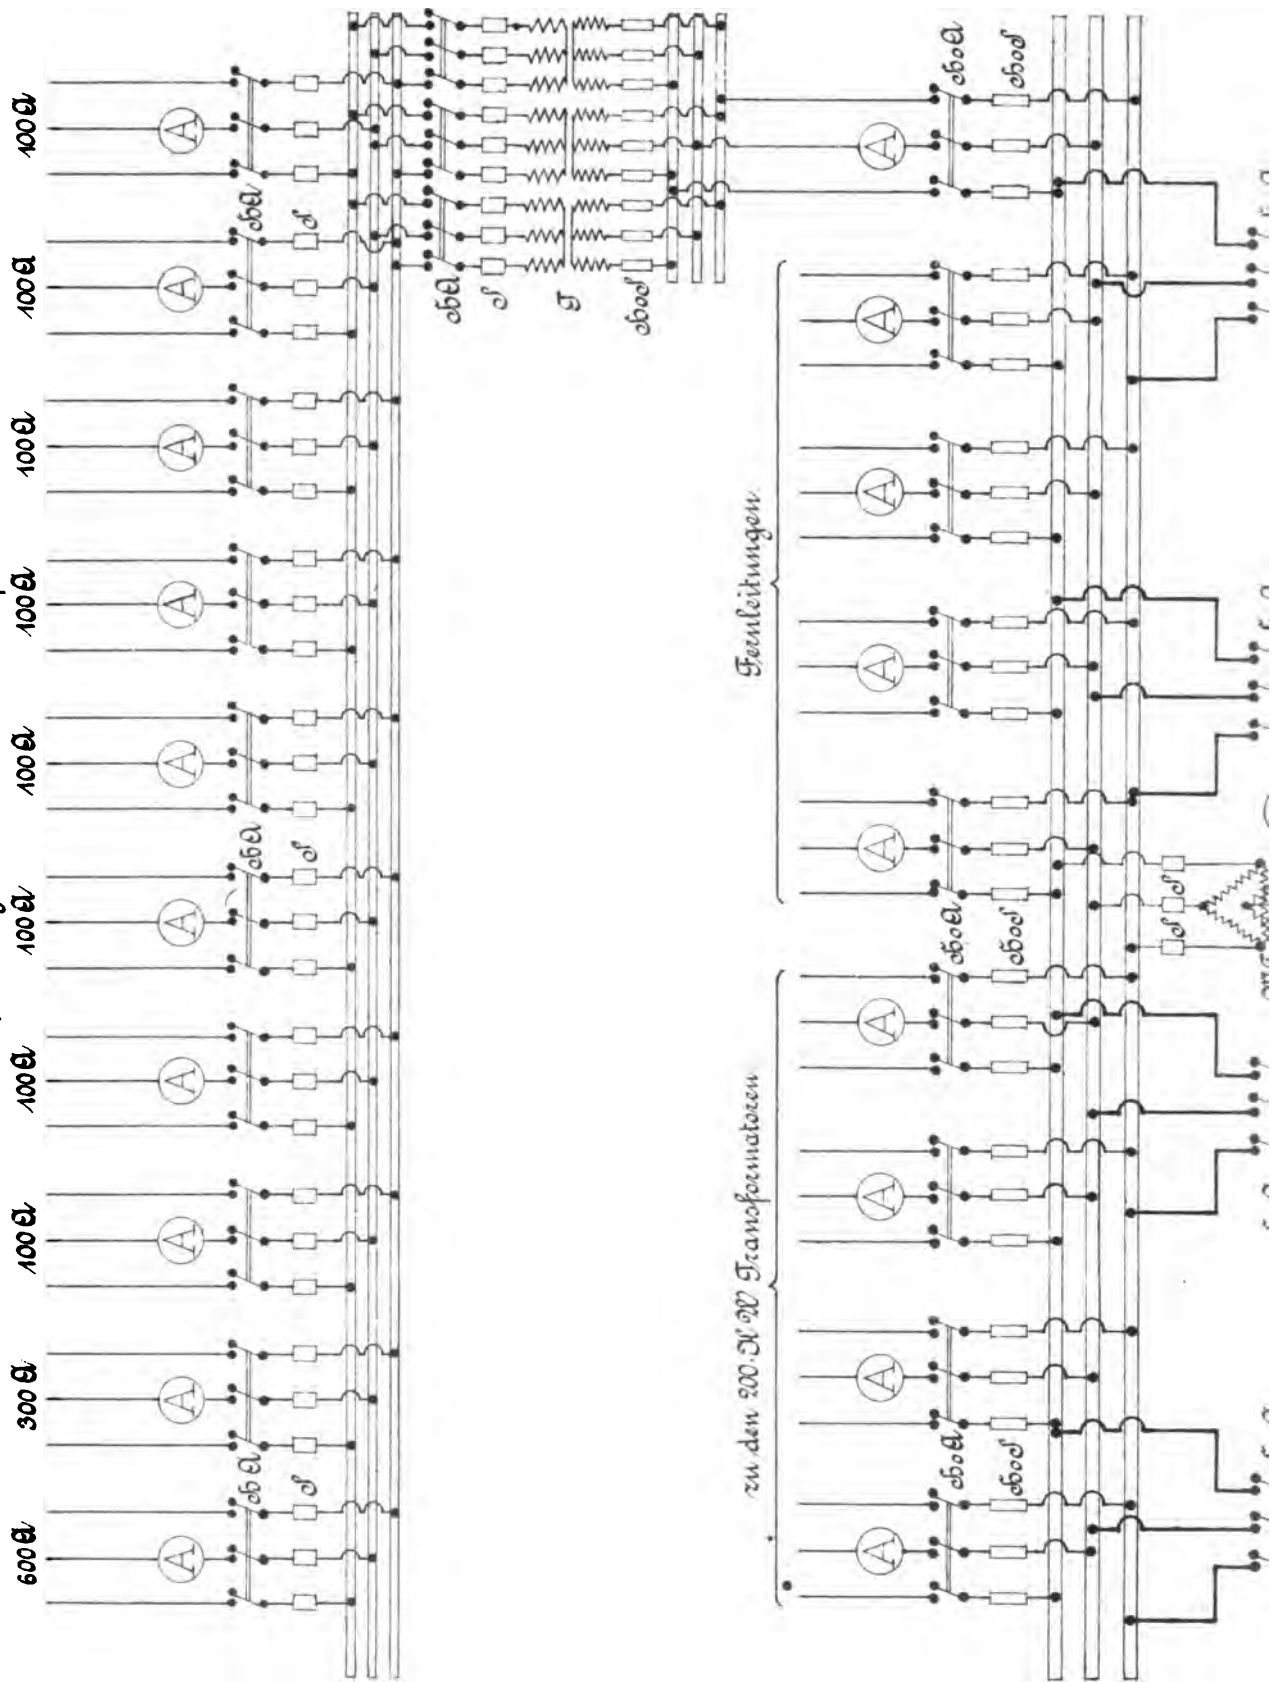 600 A 300 A 100 A 100 A 100 A 100 A 100 A 100 A 100 A 100 A
HA HA HA
S S S
HA
S
T
HoS
zu den 200 KW Transformatoren Fernleitungen
HoA HoA HoA
HoS HoS HoS
S S